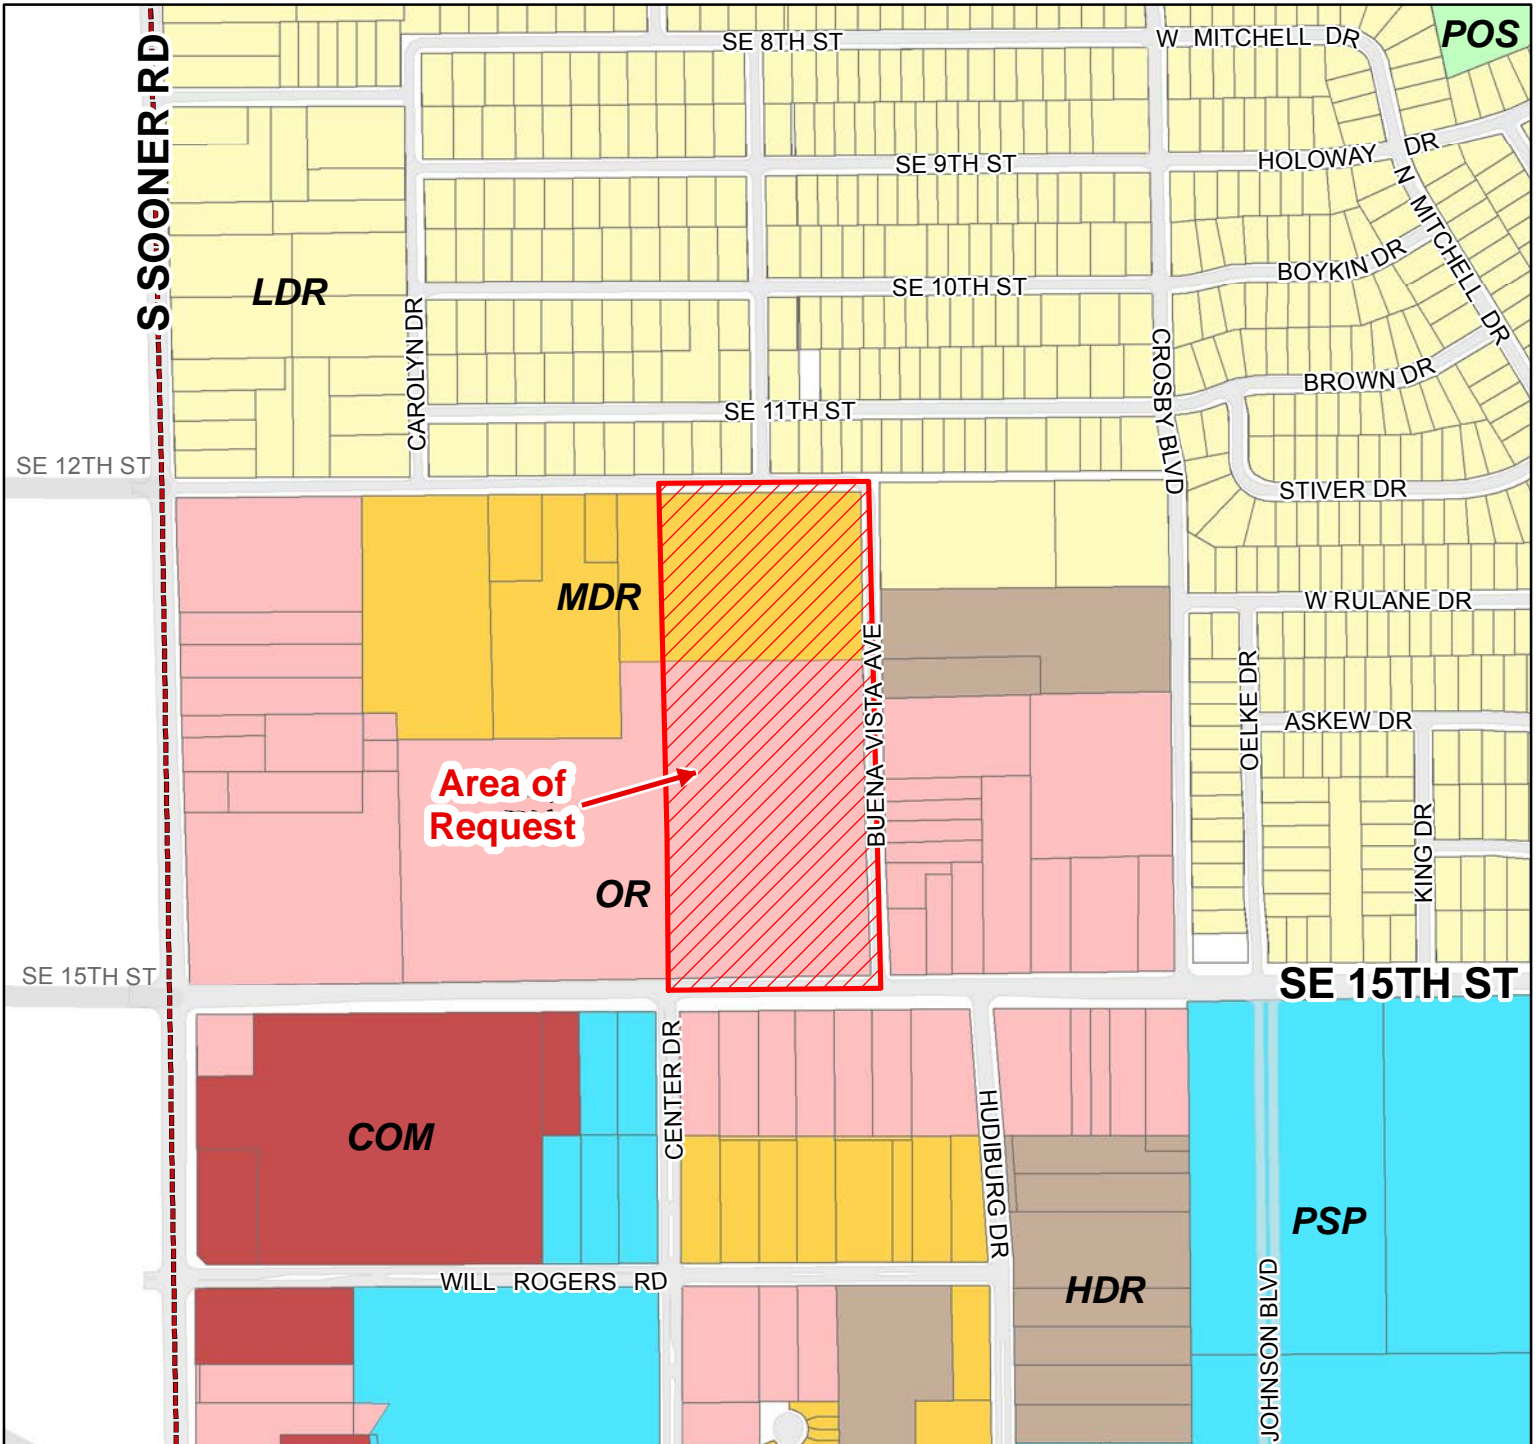 POS
SE 8TH ST
W MITCHELL DR
S SOONER RD
SE 9TH ST
HOLOWAY DR
N MITCHELL DR
BOYKIN DR
LDR
SE 10TH ST
CAROLYN DR
CROSBY BLVD
BROWN DR
SE 11TH ST
SE 12TH ST
STIVER DR
MDR
W RULANE DR
BUENA VISTA AVE
OELKE DR
ASKEW DR
Area of
Request
KING DR
OR
SE 15TH ST
SE 15TH ST
CENTER DR
HUDIBURG DR
COM
PSP
WILL ROGERS RD
HDR
JOHNSON BLVD